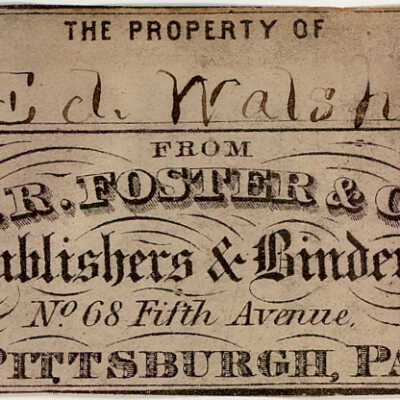 THE PROPERTY OF
Ed. Walsh
FROM
R. FOSTER & C
ublishers & Binder
No 68 Fifth Avenue.
PITTSBURGH, PA